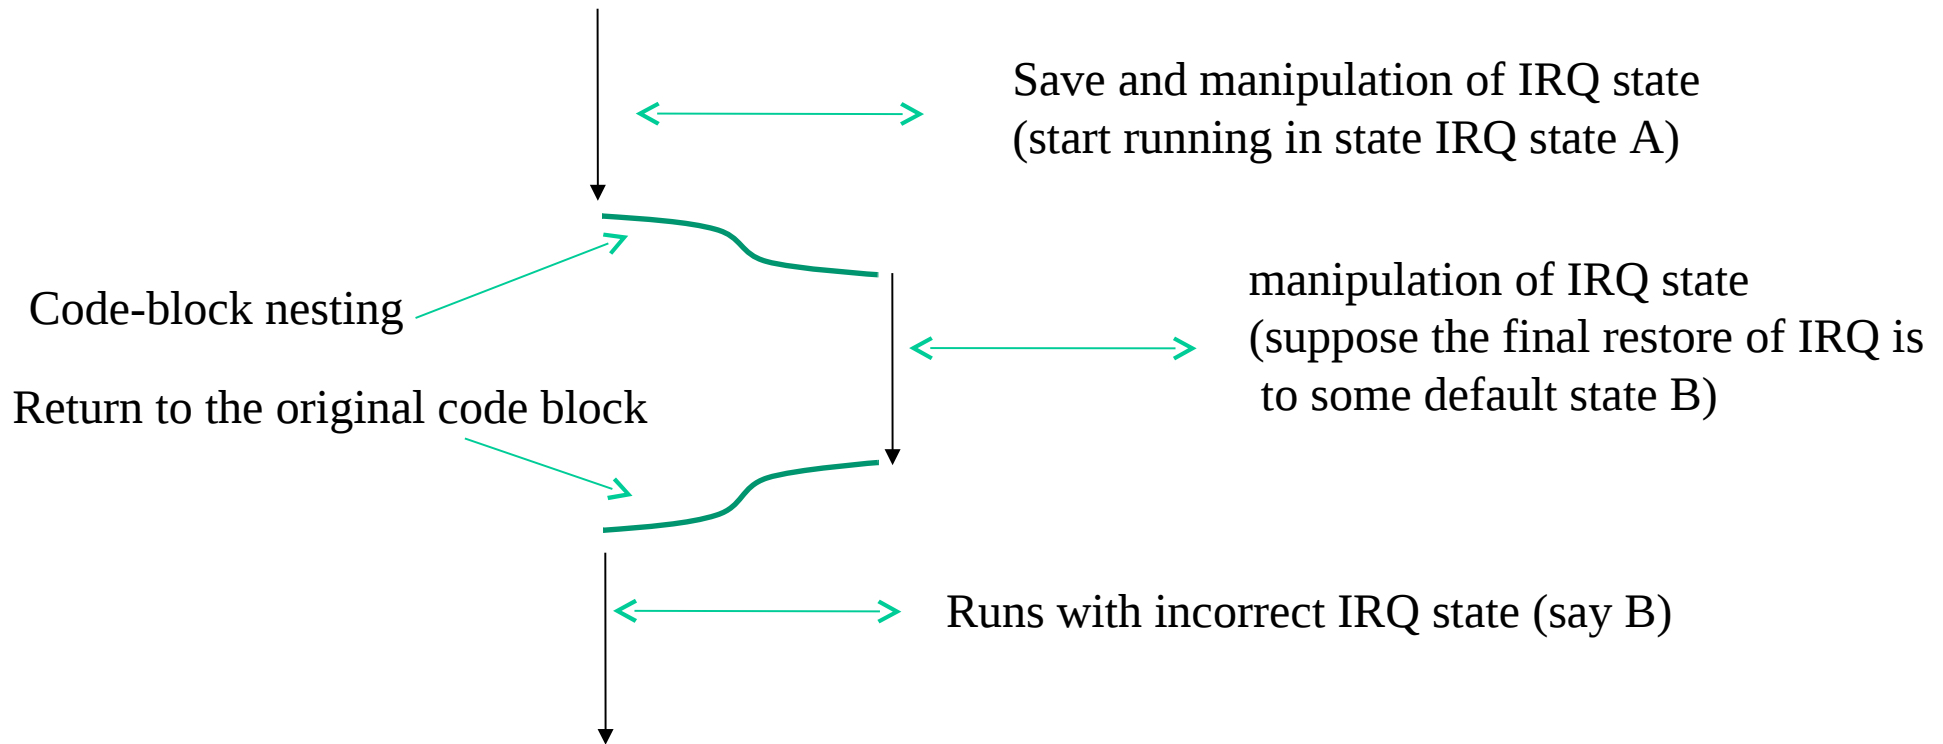 Save and manipulation of IRQ state
(start running in state IRQ state A)
Code-block nesting
manipulation of IRQ state
(suppose the final restore of IRQ is
to some default state B)
Return to the original code block
Runs with incorrect IRQ state (say B)